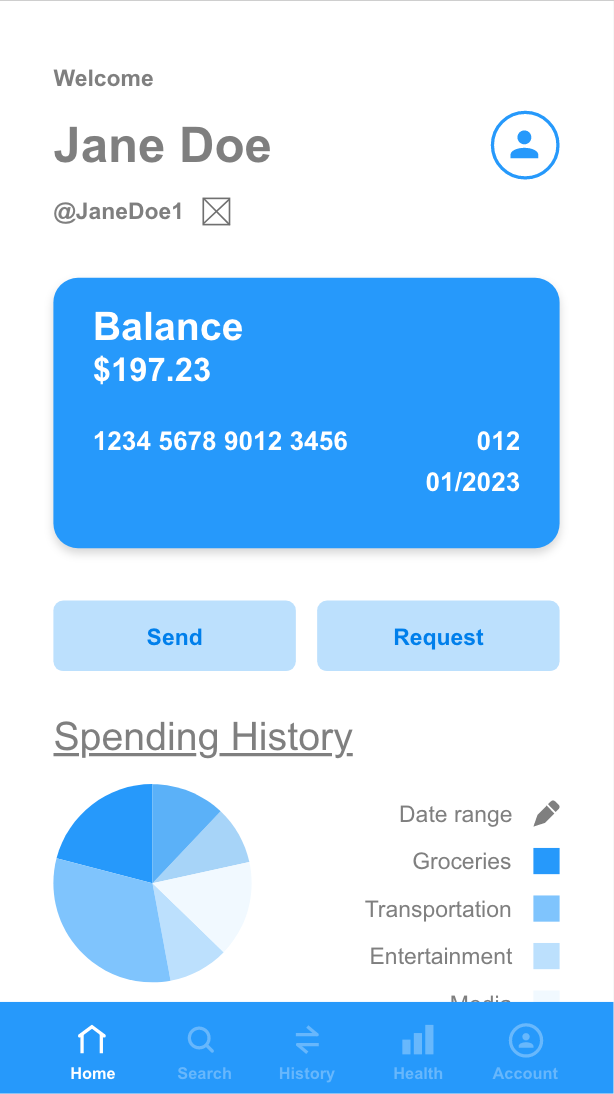 Welcome
Jane Doe
@JaneDoe1
Balance
$197.23
1234 5678 9012 3456 012
01/2023
Send Request
Spending History
Date range
Groceries
Transportation
Entertainment
Media
Home Search History Health Account